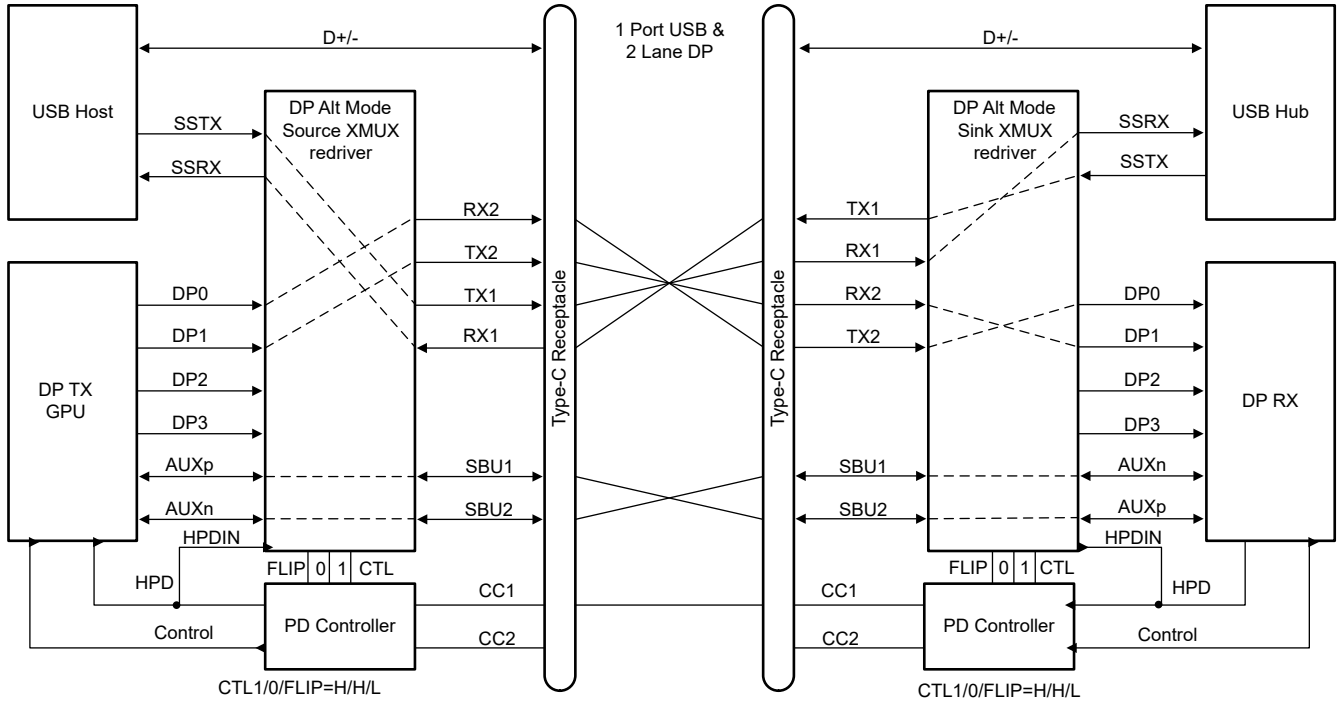 1 Port USB &
2 Lane DP
D+/-
D+/-
USB Host
DP Alt Mode
Source XMUX
redriver
DP Alt Mode
Sink XMUX
redriver
USB Hub
SSTX
SSRX
SSRX
SSTX
RX2
TX2
TX1
RX1
TX1
RX1
RX2
TX2
Type-C Receptacle
Type-C Receptacle
DP TX
GPU
DP0
DP1
DP2
DP3
AUXp
AUXn
SBU1
SBU2
SBU1
SBU2
DP0
DP1
DP2
DP3
AUXn
AUXp
DP RX
HPDIN
HPDIN
FLIP 0 1 CTL
FLIP 0 1 CTL
HPD
HPD
Control
Control
PD Controller
PD Controller
CC1
CC2
CC1
CC2
CTL1/0/FLIP=H/H/L
CTL1/0/FLIP=H/H/L